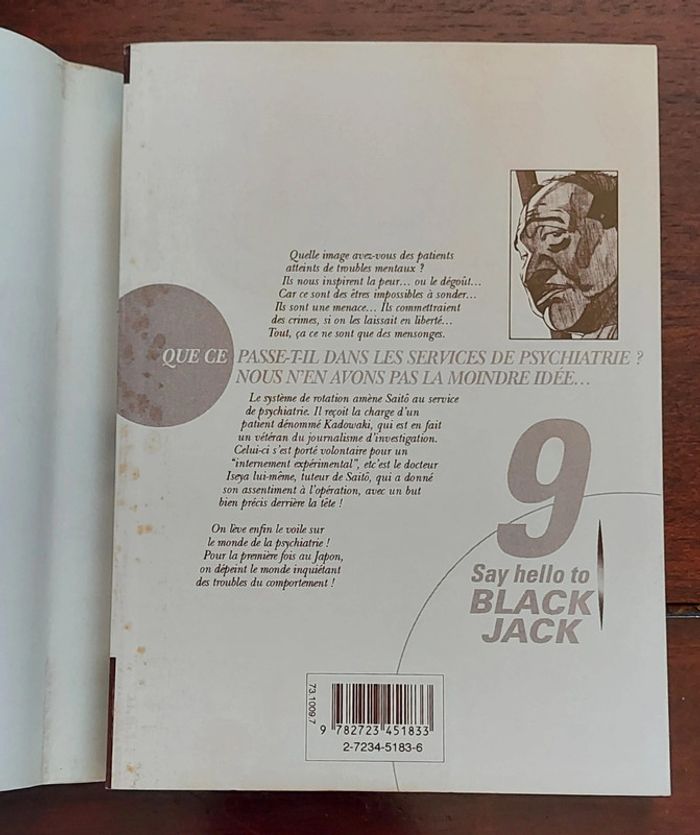 Quelle image avez-vous des patients
atteints de troubles mentaux ?
Ils nous inspirent la peur... ou le dégoût...
Car ce sont des êtres impossibles à sonder...
Ils sont une menace... Ils commettraient
des crimes, si on les laissait en liberté...
Tout, ça ce ne sont que des mensonges.
QUE CE PASSE-T-IL DANS LES SERVICES DE PSYCHIATRIE ?
NOUS N'EN AVONS PAS LA MOINDRE IDÉE...
Le système de rotation amène Saitô au service
de psychiatrie. Il reçoit la charge d'un
patient dénommé Kadowaki, qui est en fait
un vétéran du journalisme d'investigation.
Celui-ci s'est porté volontaire pour un
"internement expérimental", etc'est le docteur
Iseya lui-même, tuteur de Saitô, qui a donné
son assentiment à l'opération, avec un but
bien précis derrière la tête !
On lève enfin le voile sur
le monde de la psychiatrie !
Pour la première fois au Japon,
on dépeint le monde inquiétant
des troubles du comportement !
9
Say hello to
BLACK
JACK
73.1009.7
9 782723 451833
2-7234-5183-6